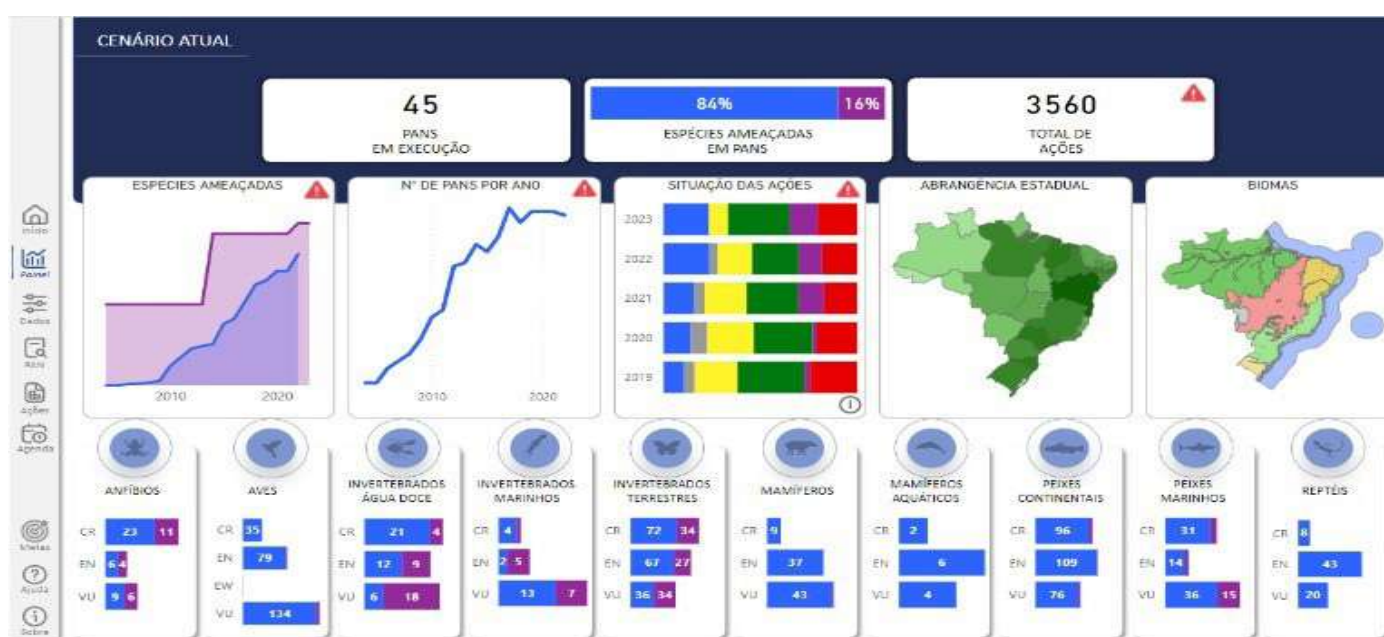 CENÁRIO ATUAL
45
PANS
EM EXECUÇÃO
84% 16%
ESPÉCIES AMEAÇADAS
EM PANS
3560
TOTAL DE
AÇÕES
ESPÉCIES AMEAÇADAS
2010 2020
N° DE PANS POR ANO
2010 2020
SITUAÇÃO DAS AÇÕES
2023
2022
2021
2020
2019
ABRANGÊNCIA ESTADUAL
BIOMAS
Início
Painel
Dados
Ações
Agenda
Metas
Ajuda
Sobre
ANFÍBIOS
CR 23 11
EN 6 4
VU 9 6
AVES
CR 35
EN 79
EW
VU 134
INVERTEBRADOS
ÁGUA DOCE
CR 21 4
EN 12 9
VU 6 18
INVERTEBRADOS
MARINHOS
CR 4
EN 2 5
VU 13 7
INVERTEBRADOS
TERRESTRES
CR 72 34
EN 67 27
VU 36 34
MAMÍFEROS
CR 9
EN 37
VU 43
MAMÍFEROS
AQUÁTICOS
CR 2
EN 6
VU 4
PEIXES
CONTINENTAIS
CR 96
EN 109
VU 76
PEIXES
MARINHOS
CR 31
EN 14
VU 36 15
RÉPTEIS
CR 8
EN 43
VU 20